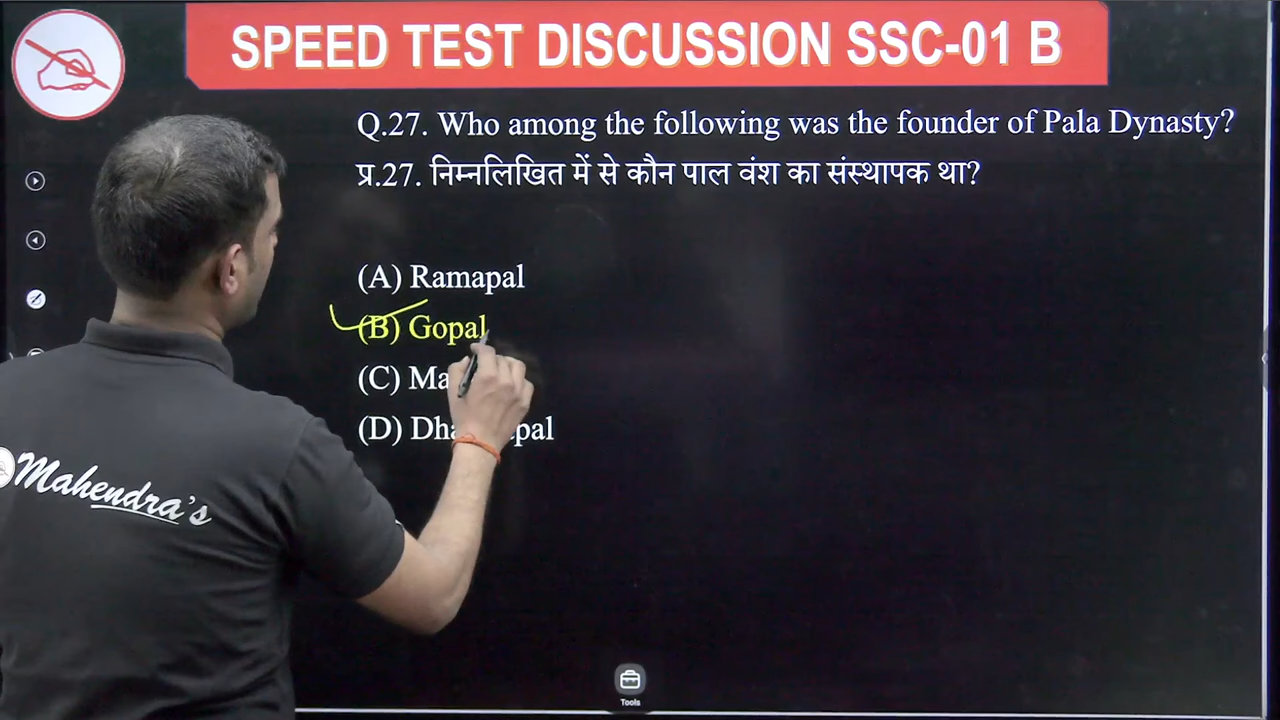 SPEED TEST DISCUSSION SSC-01 B
Q.27. Who among the following was the founder of Pala Dynasty?
प्र.27. निम्नलिखित में से कौन पाल वंश का संस्थापक था?
(A) Ramapal
(B) Gopal
(C)
(D)
Mahendra's
Tools